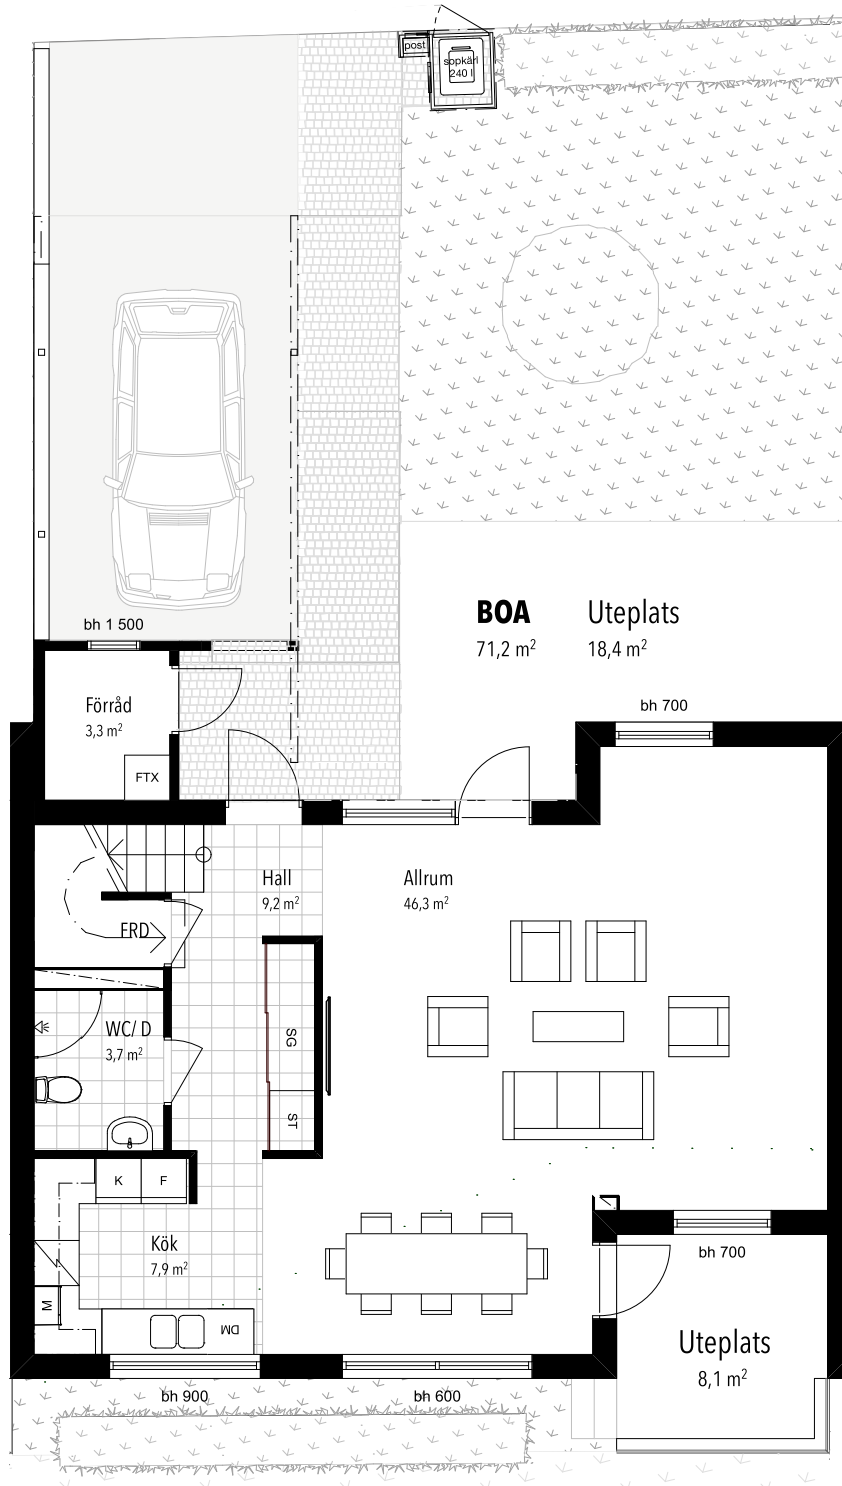 post
sopkärl
240 l
bh 1 500
BOA
71,2 m²
Uteplats
18,4 m²
Förråd
3,3 m²
bh 700
FTX
Hall
9,2 m²
Allrum
46,3 m²
FRD
WC/ D
3,7 m²
SG
ST
K
F
Kök
7,9 m²
bh 700
M
DM
Uteplats
8,1 m²
bh 900
bh 600